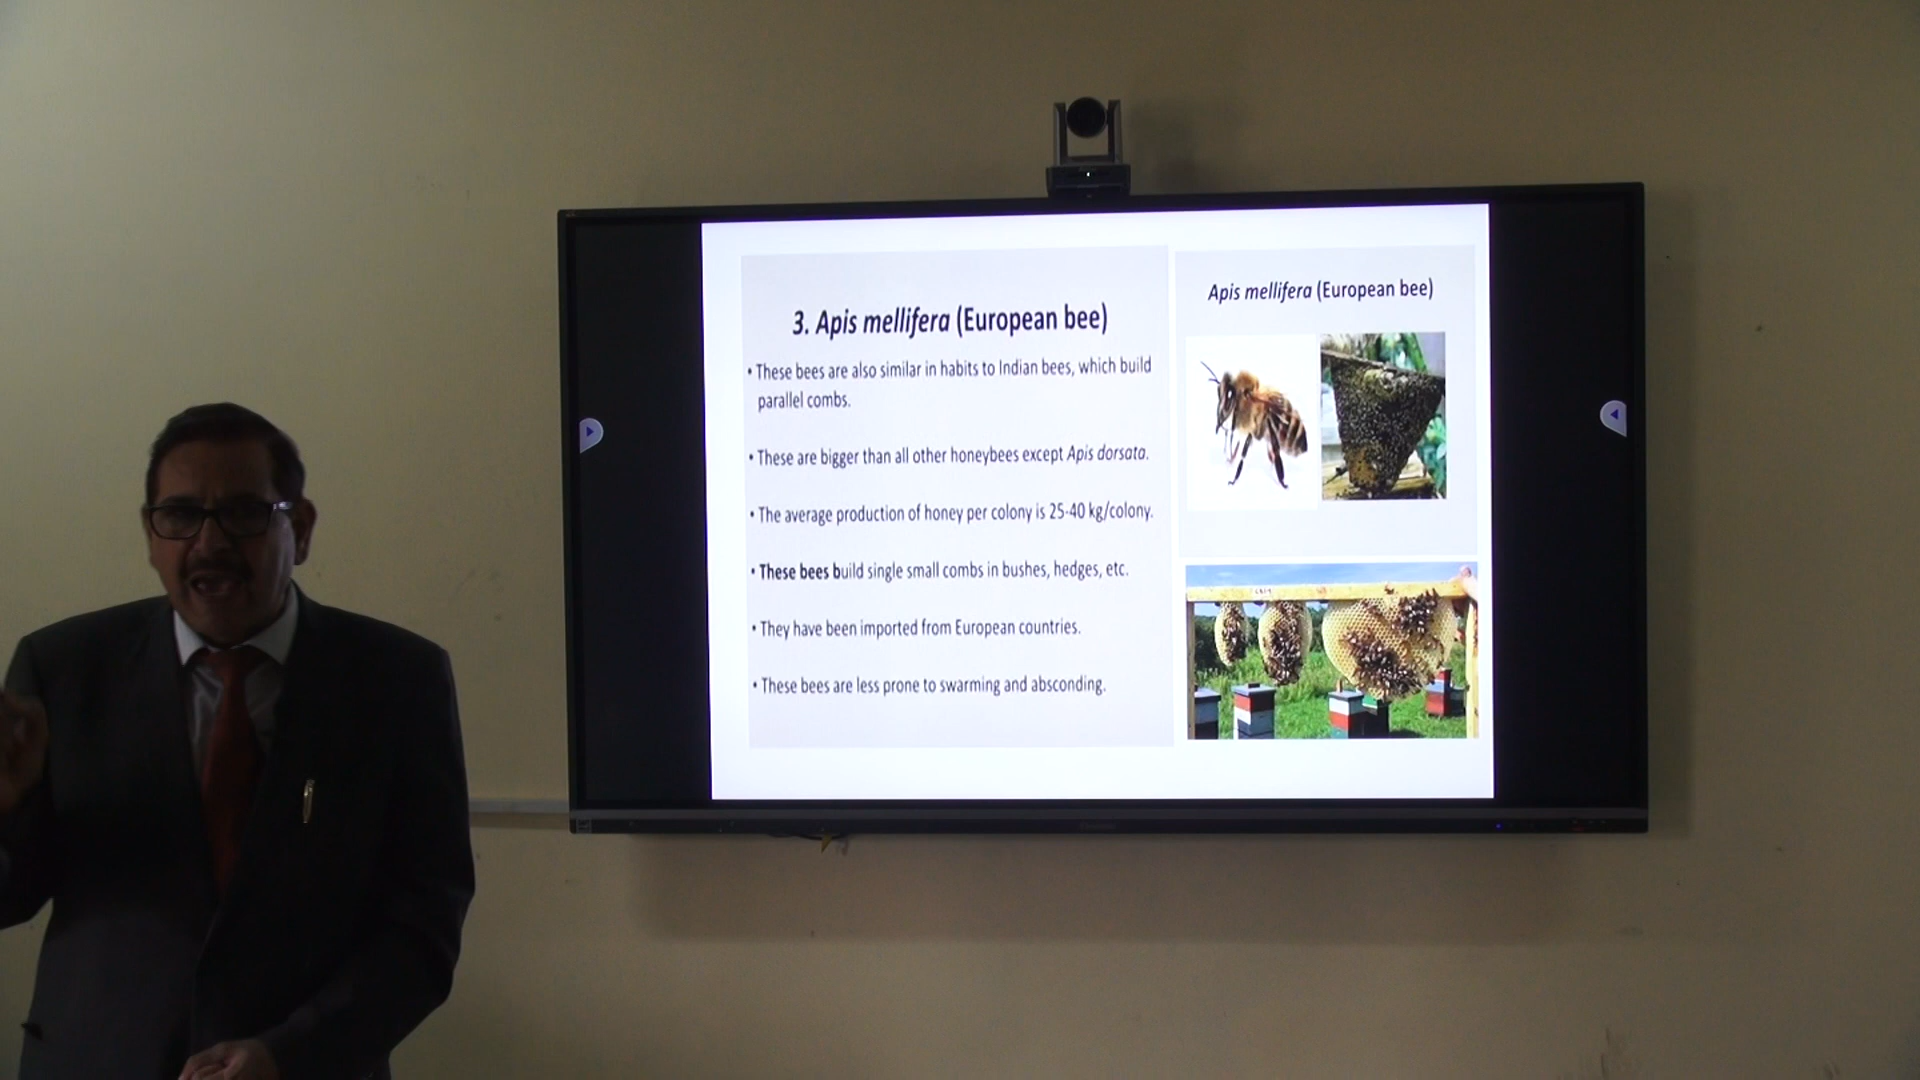 3. Apis mellifera (European bee)
• These bees are also similar in habits to Indian bees, which build
parallel combs.
• These are bigger than all other honeybees except Apis dorsata.
• The average production of honey per colony is 25-40 kg/colony.
• These bees build single small combs in bushes, hedges, etc.
• They have been imported from European countries.
• These bees are less prone to swarming and absconding.
Apis mellifera (European bee)